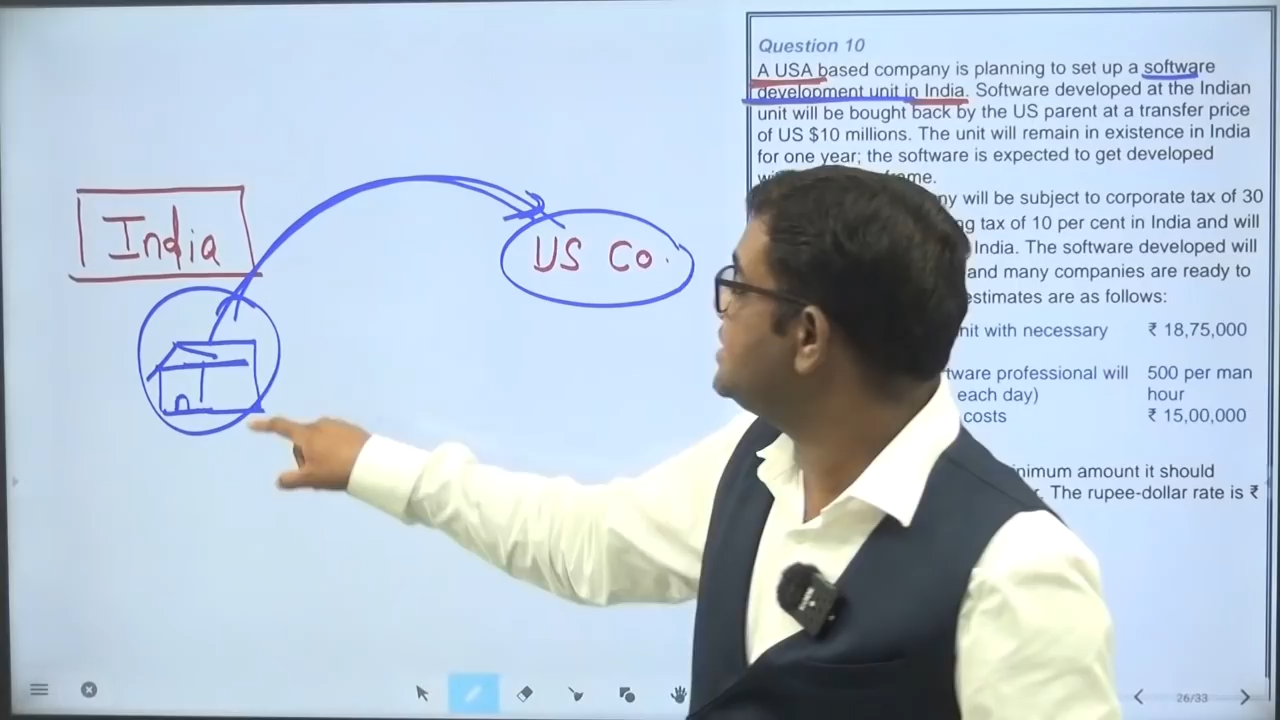 Question 10
A USA based company is planning to set up a software
development unit in India. Software developed at the Indian
unit will be bought back by the US parent at a transfer price
of US $10 millions. The unit will remain in existence in India
for one year; the software is expected to get developed
will be subject to corporate tax of 30
tax of 10 per cent in India and will
India. The software developed will
and many companies are ready to
estimates are as follows:
with necessary ₹ 18,75,000
professional will 500 per man
each day) hour
costs ₹ 15,00,000
amount it should
The rupee-dollar rate is ₹
India
US Co.
26/33